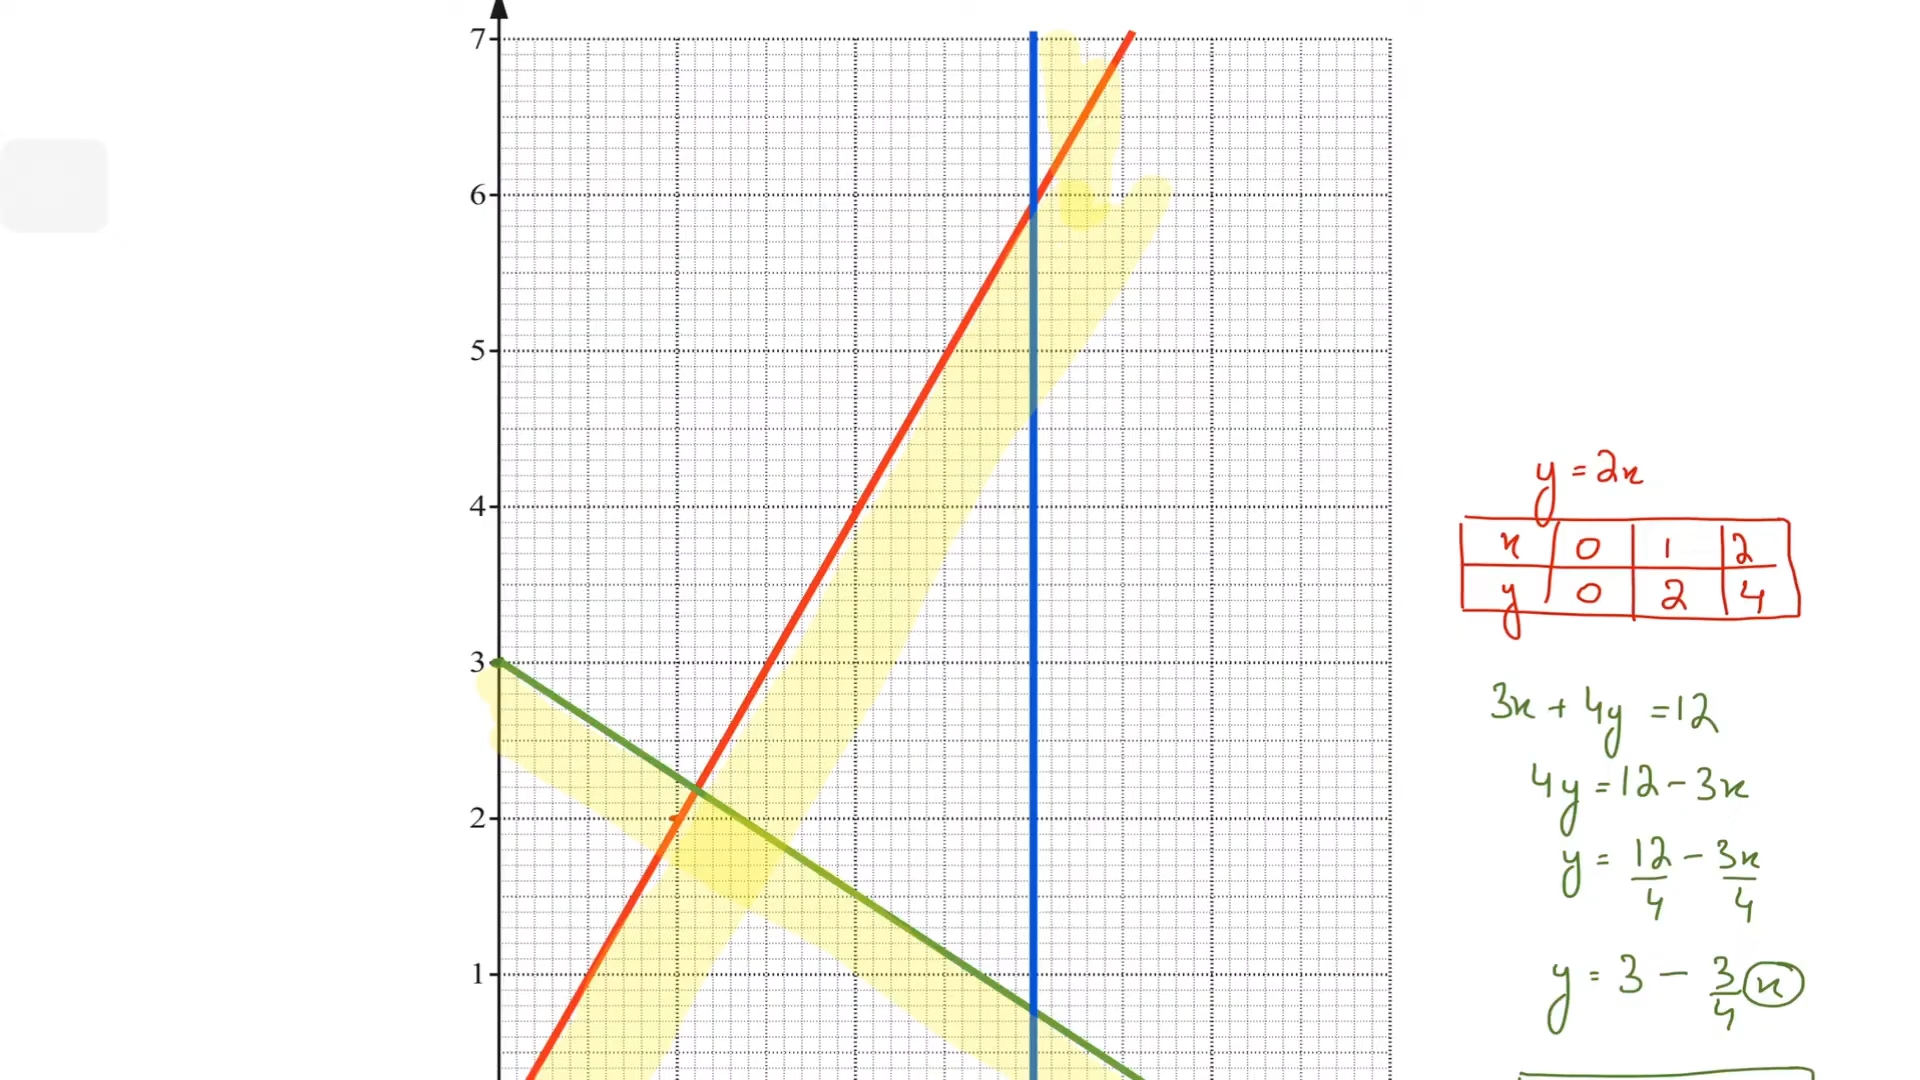 7
6
5
4
3
2
1
y = 2x
x 0 1 2
y 0 2 4
3x + 4y = 12
4y = 12 - 3x
y = 12/4 - 3x/4
y = 3 - 3/4 x